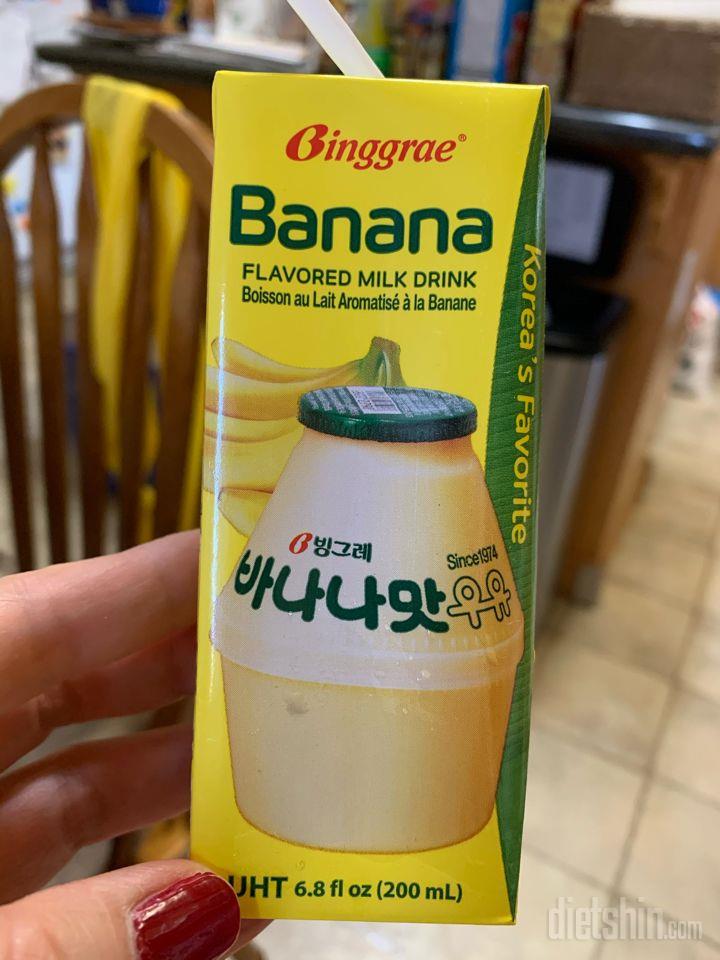 Binggrae®
Banana
FLAVORED MILK DRINK
Boisson au Lait Aromatisé à la Banane
Korea's Favorite
빙그레
Since1974
바나나맛우유
UHT 6.8 fl oz (200 mL)
dietshin.com